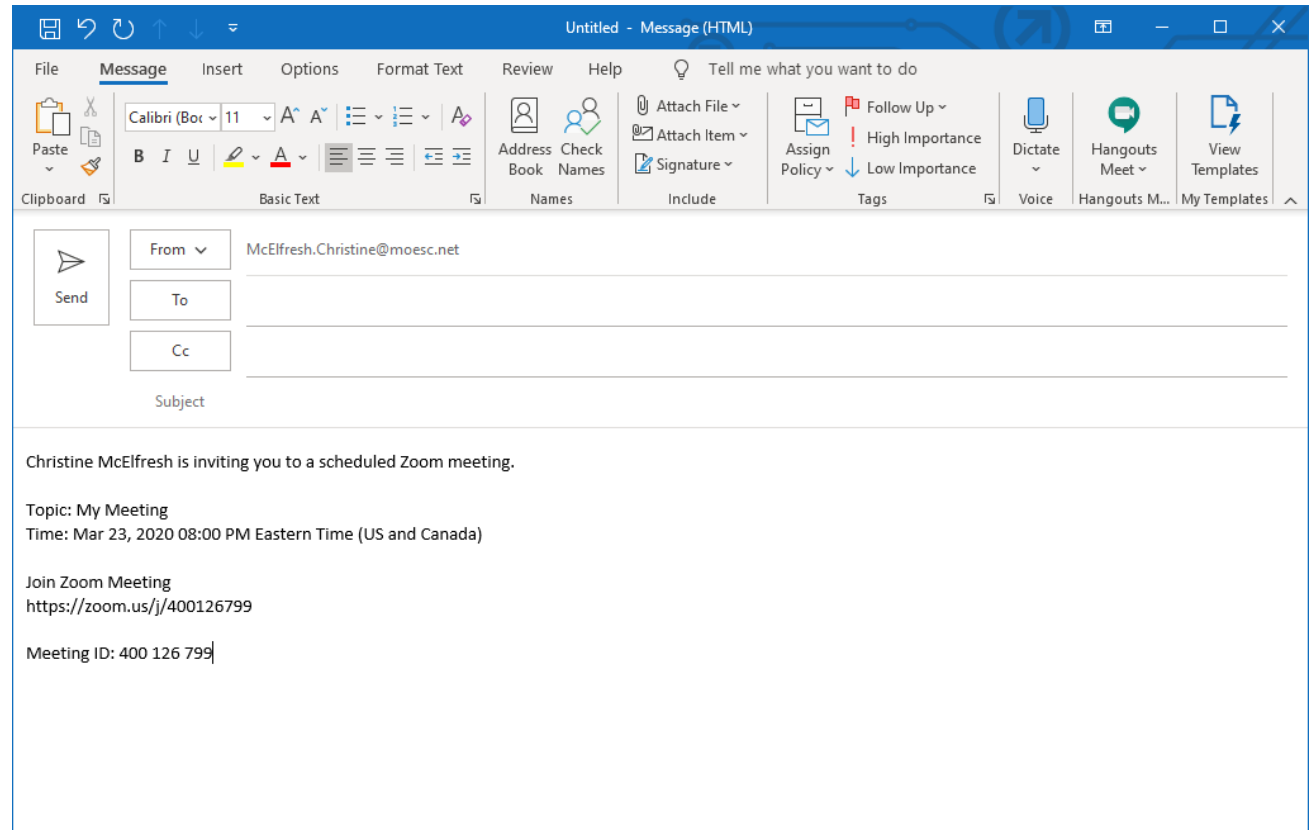 Untitled - Message (HTML)
File Message Insert Options Format Text Review Help Tell me what you want to do
Calibri (Boc 11 A^ A˅
Attach File Follow Up
Attach Item High Importance
Paste B I U A Address Book Check Names Signature Assign Policy Low Importance Dictate Hangouts Meet View Templates
Clipboard Basic Text Names Include Tags Voice Hangouts M... My Templates
From McElfresh.Christine@moesc.net
Send To
Cc
Subject
Christine McElfresh is inviting you to a scheduled Zoom meeting.
Topic: My Meeting
Time: Mar 23, 2020 08:00 PM Eastern Time (US and Canada)
Join Zoom Meeting
https://zoom.us/j/400126799
Meeting ID: 400 126 799